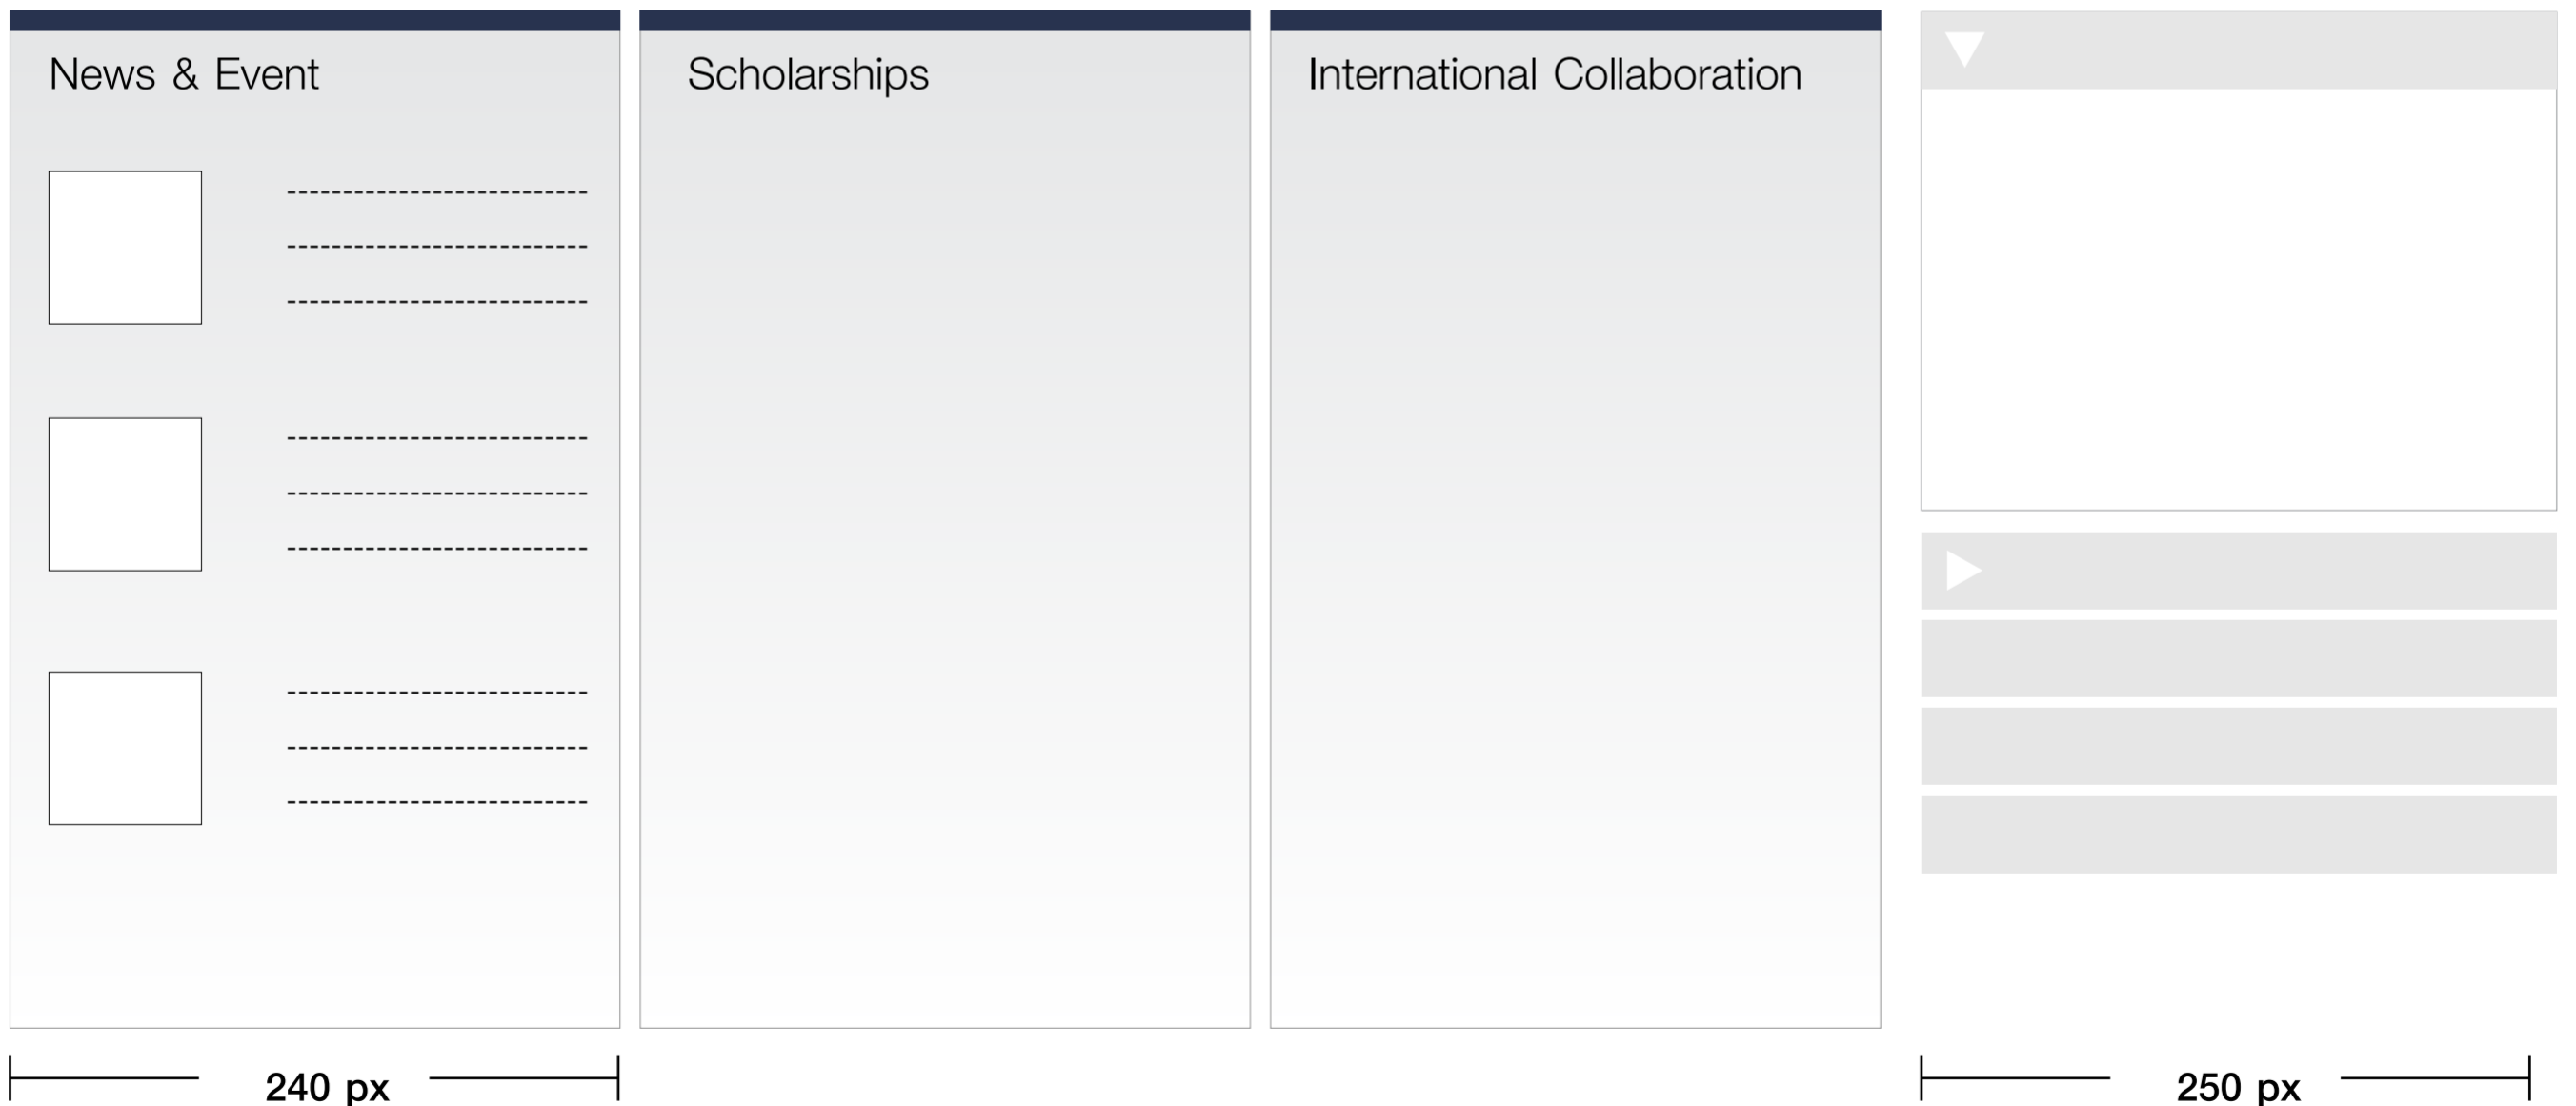 News & Event
Scholarships
International Collaboration
240 px
250 px